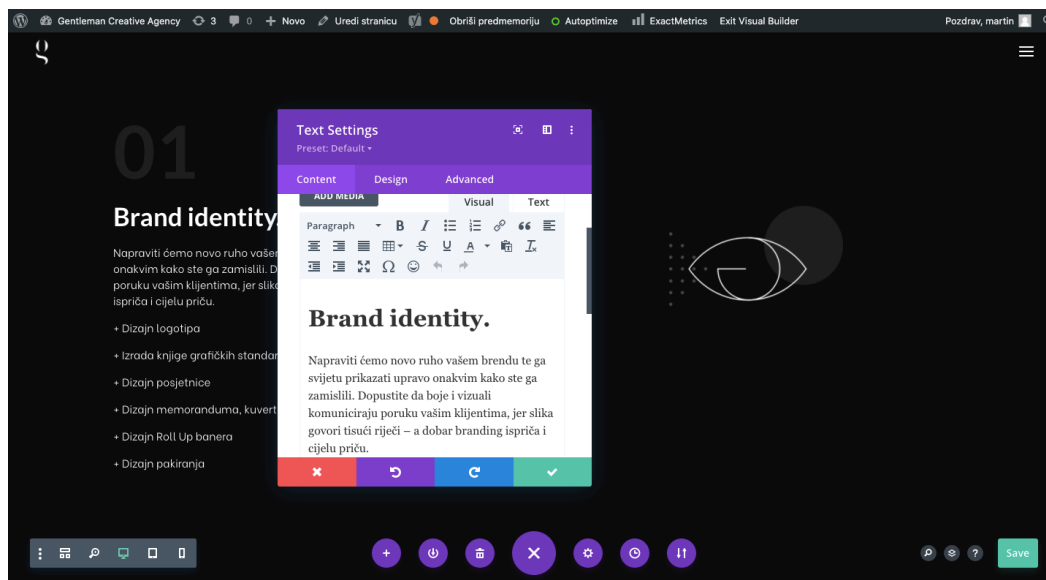 Gentleman Creative Agency 3 0 + Novo Uredi stranicu Obriši predmemoriju Autoptimize ExactMetrics Exit Visual Builder Pozdrav, martin
g
01
Brand identity.
Napraviti ćemo novo ruho vašem
onakvim kako ste ga zamislili. D
poruku vašim klijentima, jer slik
ispriča i cijelu priču.
+ Dizajn logotipa
+ Izrada knjige grafičkih standar
+ Dizajn posjetnice
+ Dizajn memoranduma, kuvert
+ Dizajn Roll Up banera
+ Dizajn pakiranja
Text Settings
Preset: Default
Content Design Advanced
ADD MEDIA Visual Text
Paragraph B I U A
Brand identity.
Napraviti ćemo novo ruho vašem brendu te ga
svijetu prikazati upravo onakvim kako ste ga
zamislili. Dopustite da boje i vizuali
komuniciraju poruku vašim klijentima, jer slika
govori tisući riječi – a dobar branding ispriča i
cijelu priču.
Save